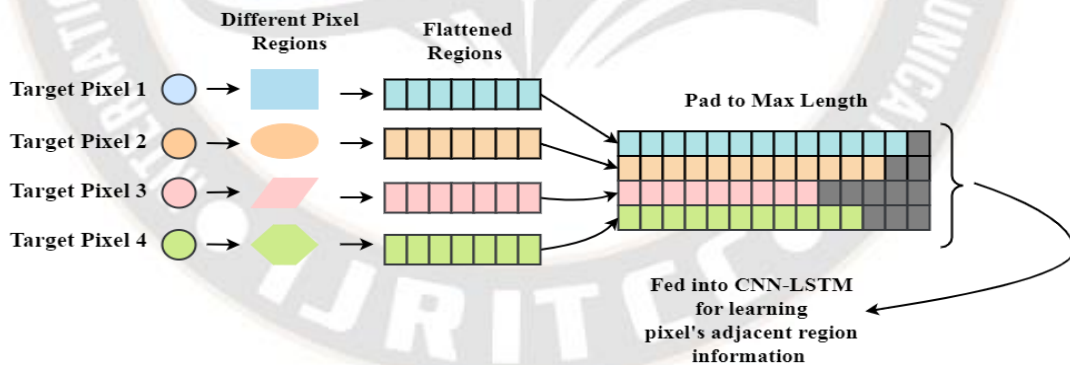 Different Pixel
Regions
Flattened
Regions
Target Pixel 1
Pad to Max Length
Target Pixel 2
Target Pixel 3
Target Pixel 4
Fed into CNN-LSTM
for learning
pixel's adjacent region
information
IJRITCC